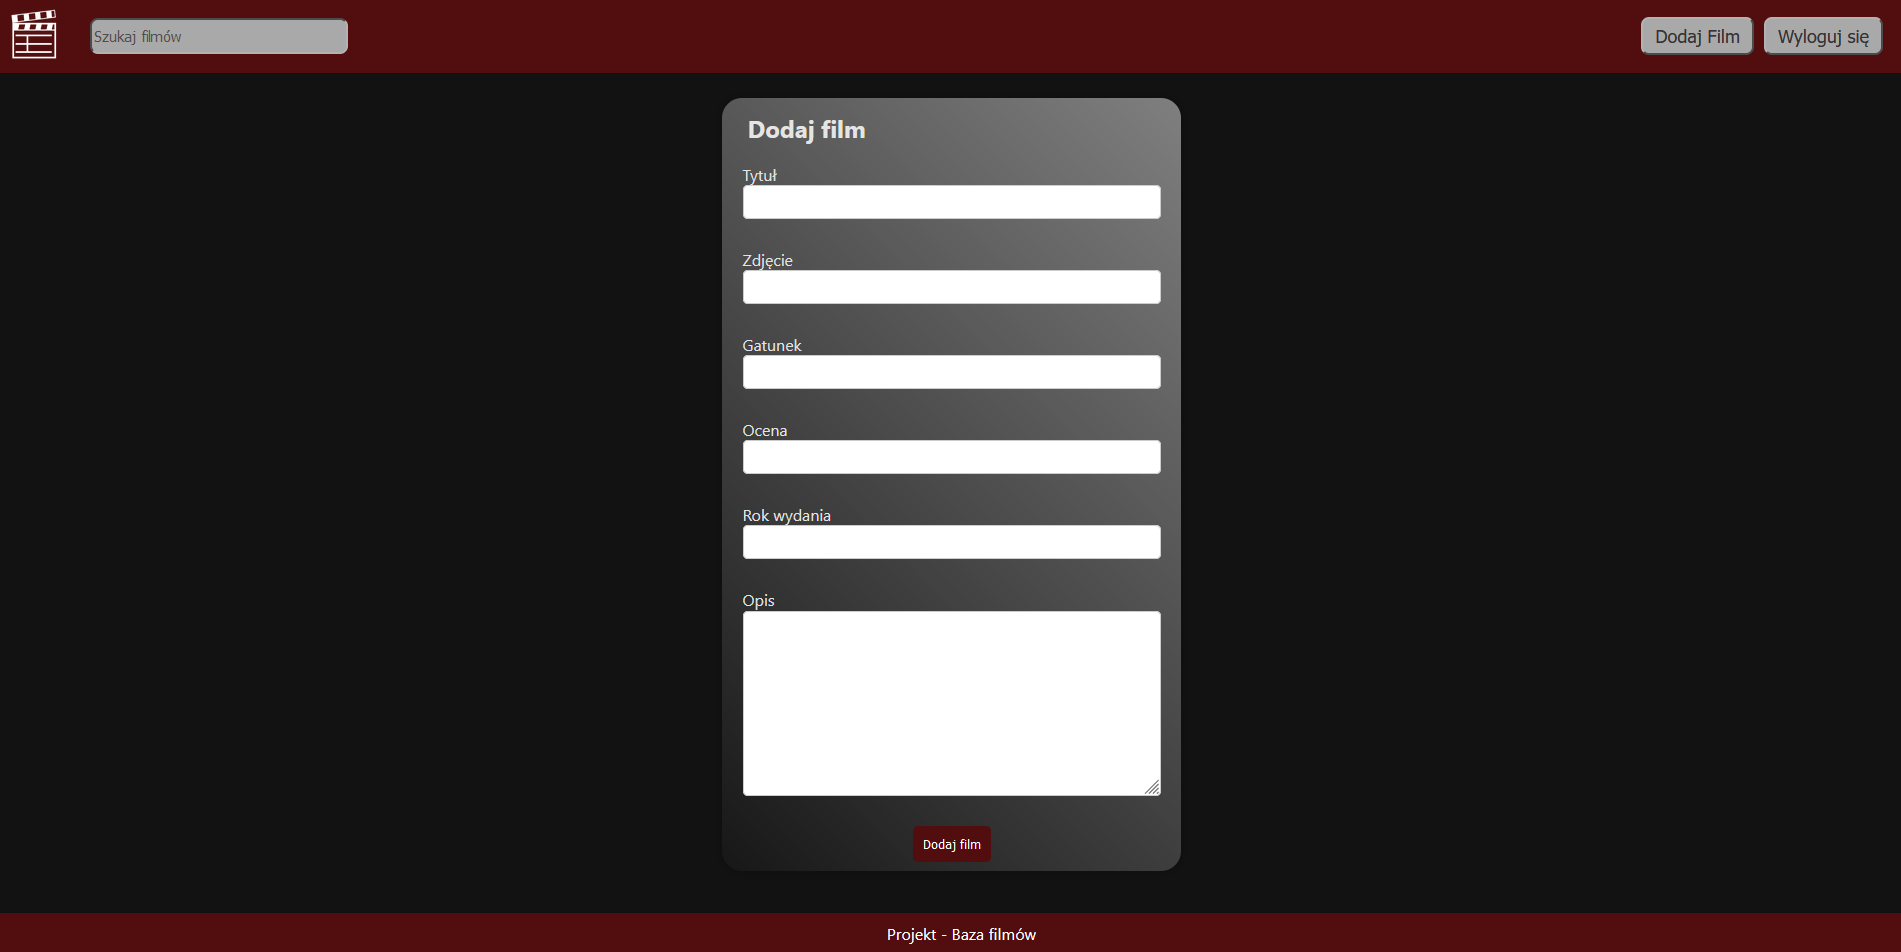 Szukaj filmów
Dodaj Film
Wyloguj się
Dodaj film
Tytuł
Zdjęcie
Gatunek
Ocena
Rok wydania
Opis
Dodaj film
Projekt - Baza filmów